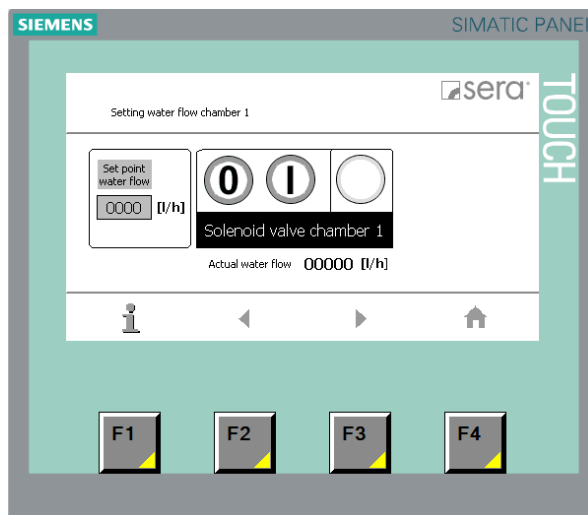 SIEMENS
SIMATIC PANEL
sera
TOUCH
Setting water flow chamber 1
Set point
water flow
0000 [l/h]
0 I
Solenoid valve chamber 1
Actual water flow 00000 [l/h]
i
F1 F2 F3 F4